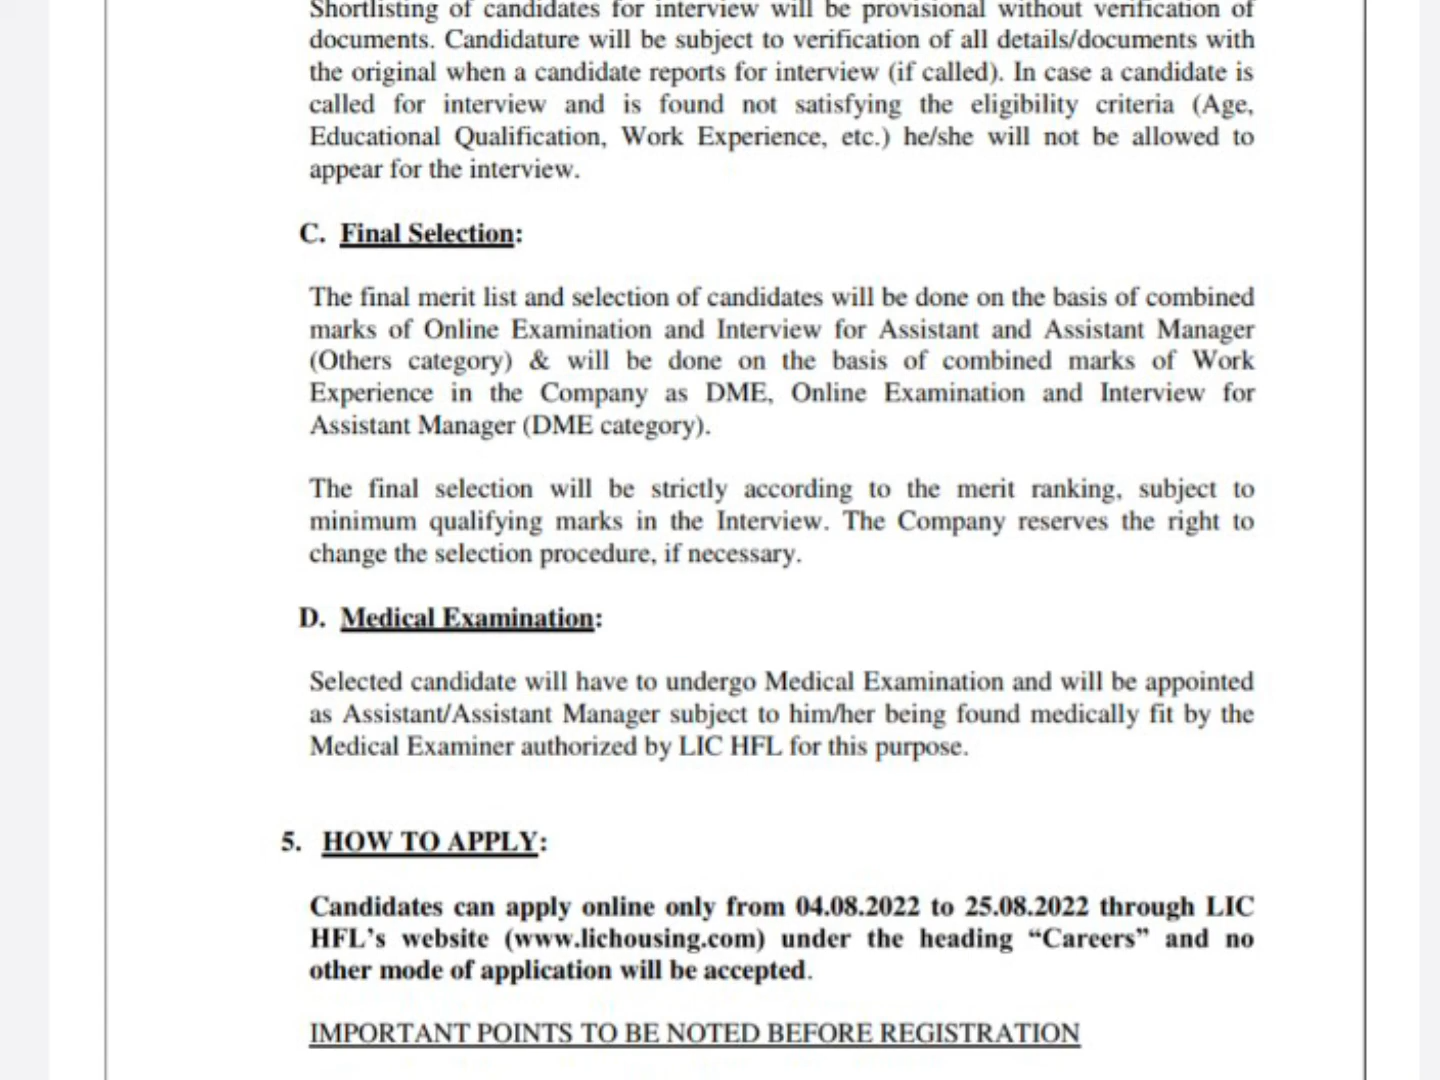 Shortlisting of candidates for interview will be provisional without verification of
documents. Candidature will be subject to verification of all details/documents with
the original when a candidate reports for interview (if called). In case a candidate is
called for interview and is found not satisfying the eligibility criteria (Age,
Educational Qualification, Work Experience, etc.) he/she will not be allowed to
appear for the interview.
C. Final Selection:
The final merit list and selection of candidates will be done on the basis of combined
marks of Online Examination and Interview for Assistant and Assistant Manager
(Others category) & will be done on the basis of combined marks of Work
Experience in the Company as DME, Online Examination and Interview for
Assistant Manager (DME category).
The final selection will be strictly according to the merit ranking, subject to
minimum qualifying marks in the Interview. The Company reserves the right to
change the selection procedure, if necessary.
D. Medical Examination:
Selected candidate will have to undergo Medical Examination and will be appointed
as Assistant/Assistant Manager subject to him/her being found medically fit by the
Medical Examiner authorized by LIC HFL for this purpose.
5. HOW TO APPLY:
Candidates can apply online only from 04.08.2022 to 25.08.2022 through LIC
HFL’s website (www.lichousing.com) under the heading “Careers” and no
other mode of application will be accepted.
IMPORTANT POINTS TO BE NOTED BEFORE REGISTRATION